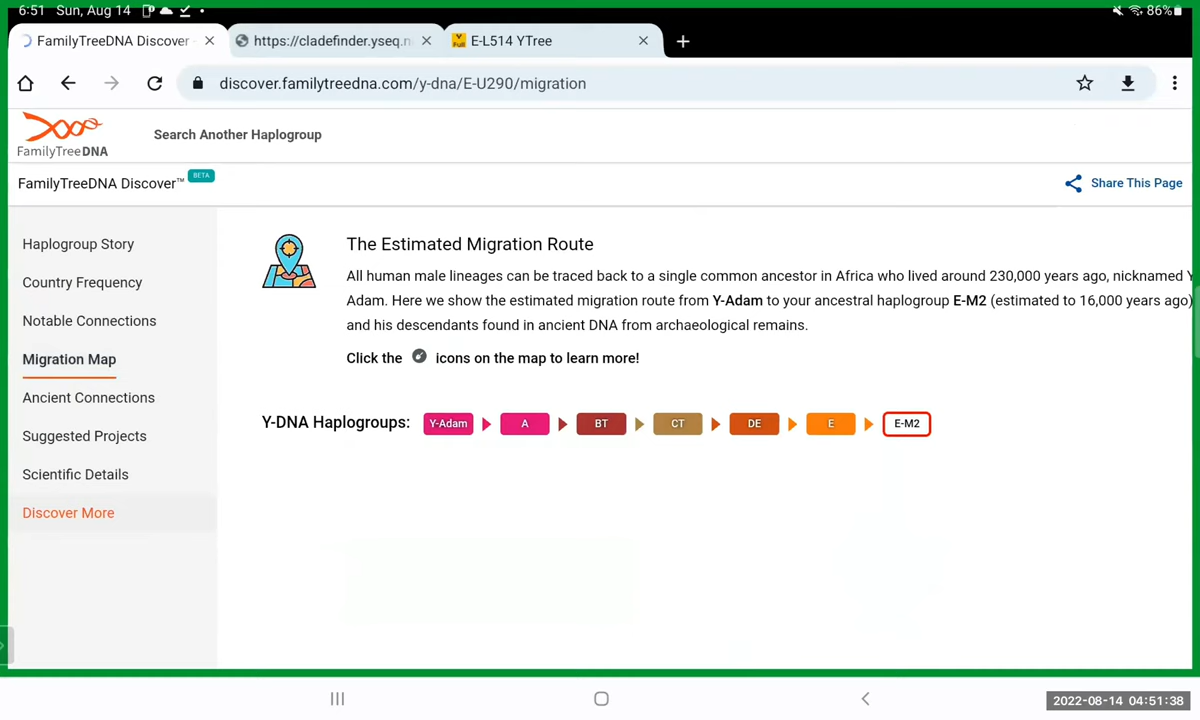 6:51 Sun, Aug 14 86%
FamilyTreeDNA Discover
https://cladefinder.yseq.n
E-L514 YTree
discover.familytreedna.com/y-dna/E-U290/migration
FamilyTreeDNA
Search Another Haplogroup
FamilyTreeDNA Discover™ BETA
Share This Page
Haplogroup Story
Country Frequency
Notable Connections
Migration Map
Ancient Connections
Suggested Projects
Scientific Details
Discover More
The Estimated Migration Route
All human male lineages can be traced back to a single common ancestor in Africa who lived around 230,000 years ago, nicknamed Y
Adam. Here we show the estimated migration route from Y-Adam to your ancestral haplogroup E-M2 (estimated to 16,000 years ago)
and his descendants found in ancient DNA from archaeological remains.
Click the icons on the map to learn more!
Y-DNA Haplogroups: Y-Adam A BT CT DE E E-M2
2022-08-14 04:51:38